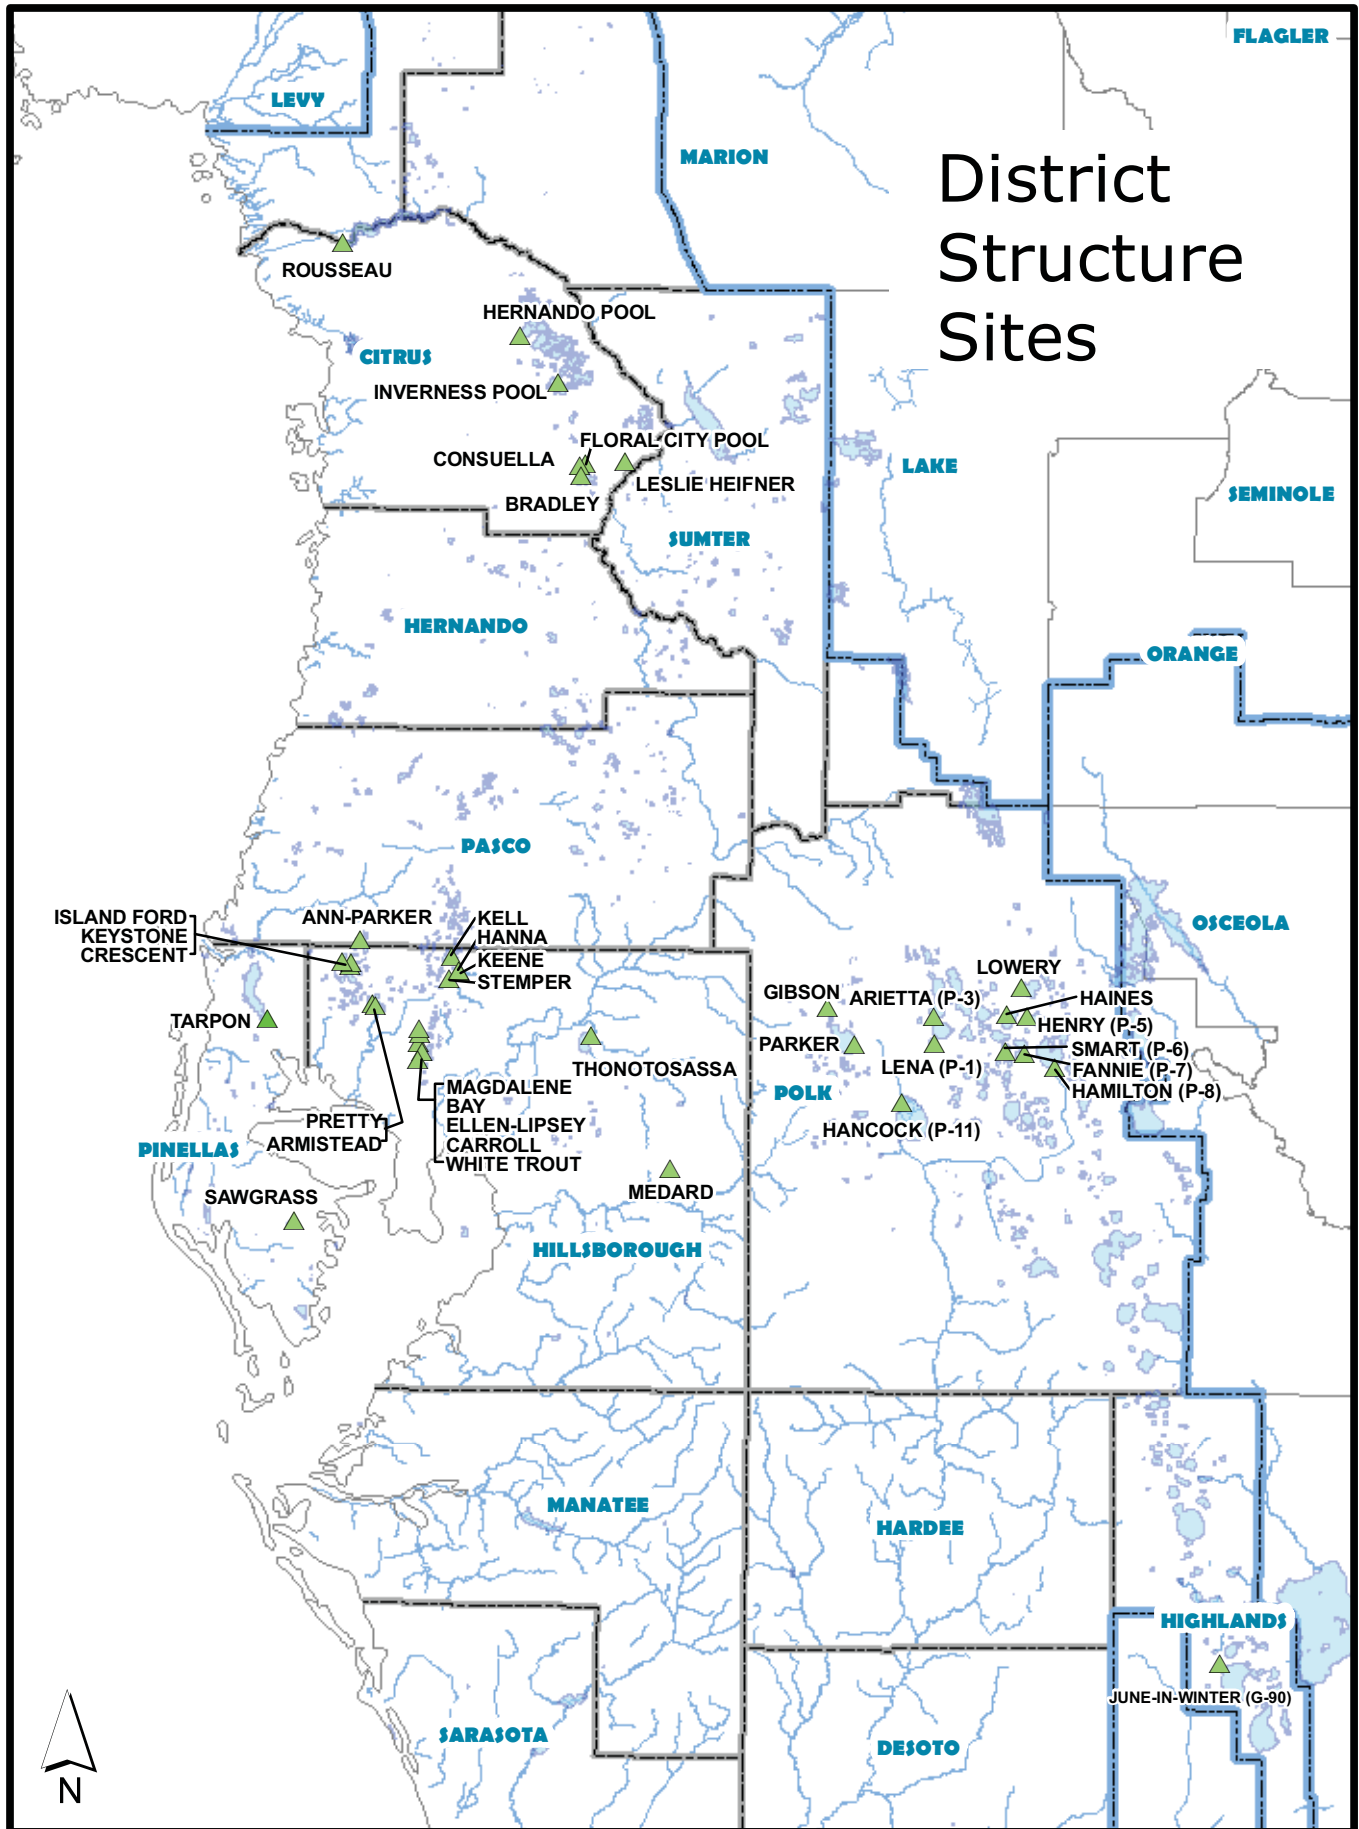 FLAGLER
LEVY
MARION
District
Structure
Sites
ROUSSEAU
HERNANDO POOL
CITRUS
INVERNESS POOL
FLORAL CITY POOL
CONSUELLA
LAKE
LESLIE HEIFNER
BRADLEY
SEMINOLE
SUMTER
HERNANDO
ORANGE
PASCO
ISLAND FORD
KEYSTONE
CRESCENT
ANN-PARKER
KELL
HANNA
KEENE
STEMPER
OSCEOLA
LOWERY
GIBSON
ARIETTA (P-3)
HAINES
HENRY (P-5)
TARPON
PARKER
LENA (P-1)
SMART (P-6)
FANNIE (P-7)
HAMILTON (P-8)
THONOTOSASSA
POLK
MAGDALENE
BAY
ELLEN-LIPSEY
CARROLL
WHITE TROUT
PRETTY
ARMISTEAD
HANCOCK (P-11)
PINELLAS
SAWGRASS
MEDARD
HILLSBOROUGH
MANATEE
HARDEE
HIGHLANDS
JUNE-IN-WINTER (G-90)
SARASOTA
DESOTO
N